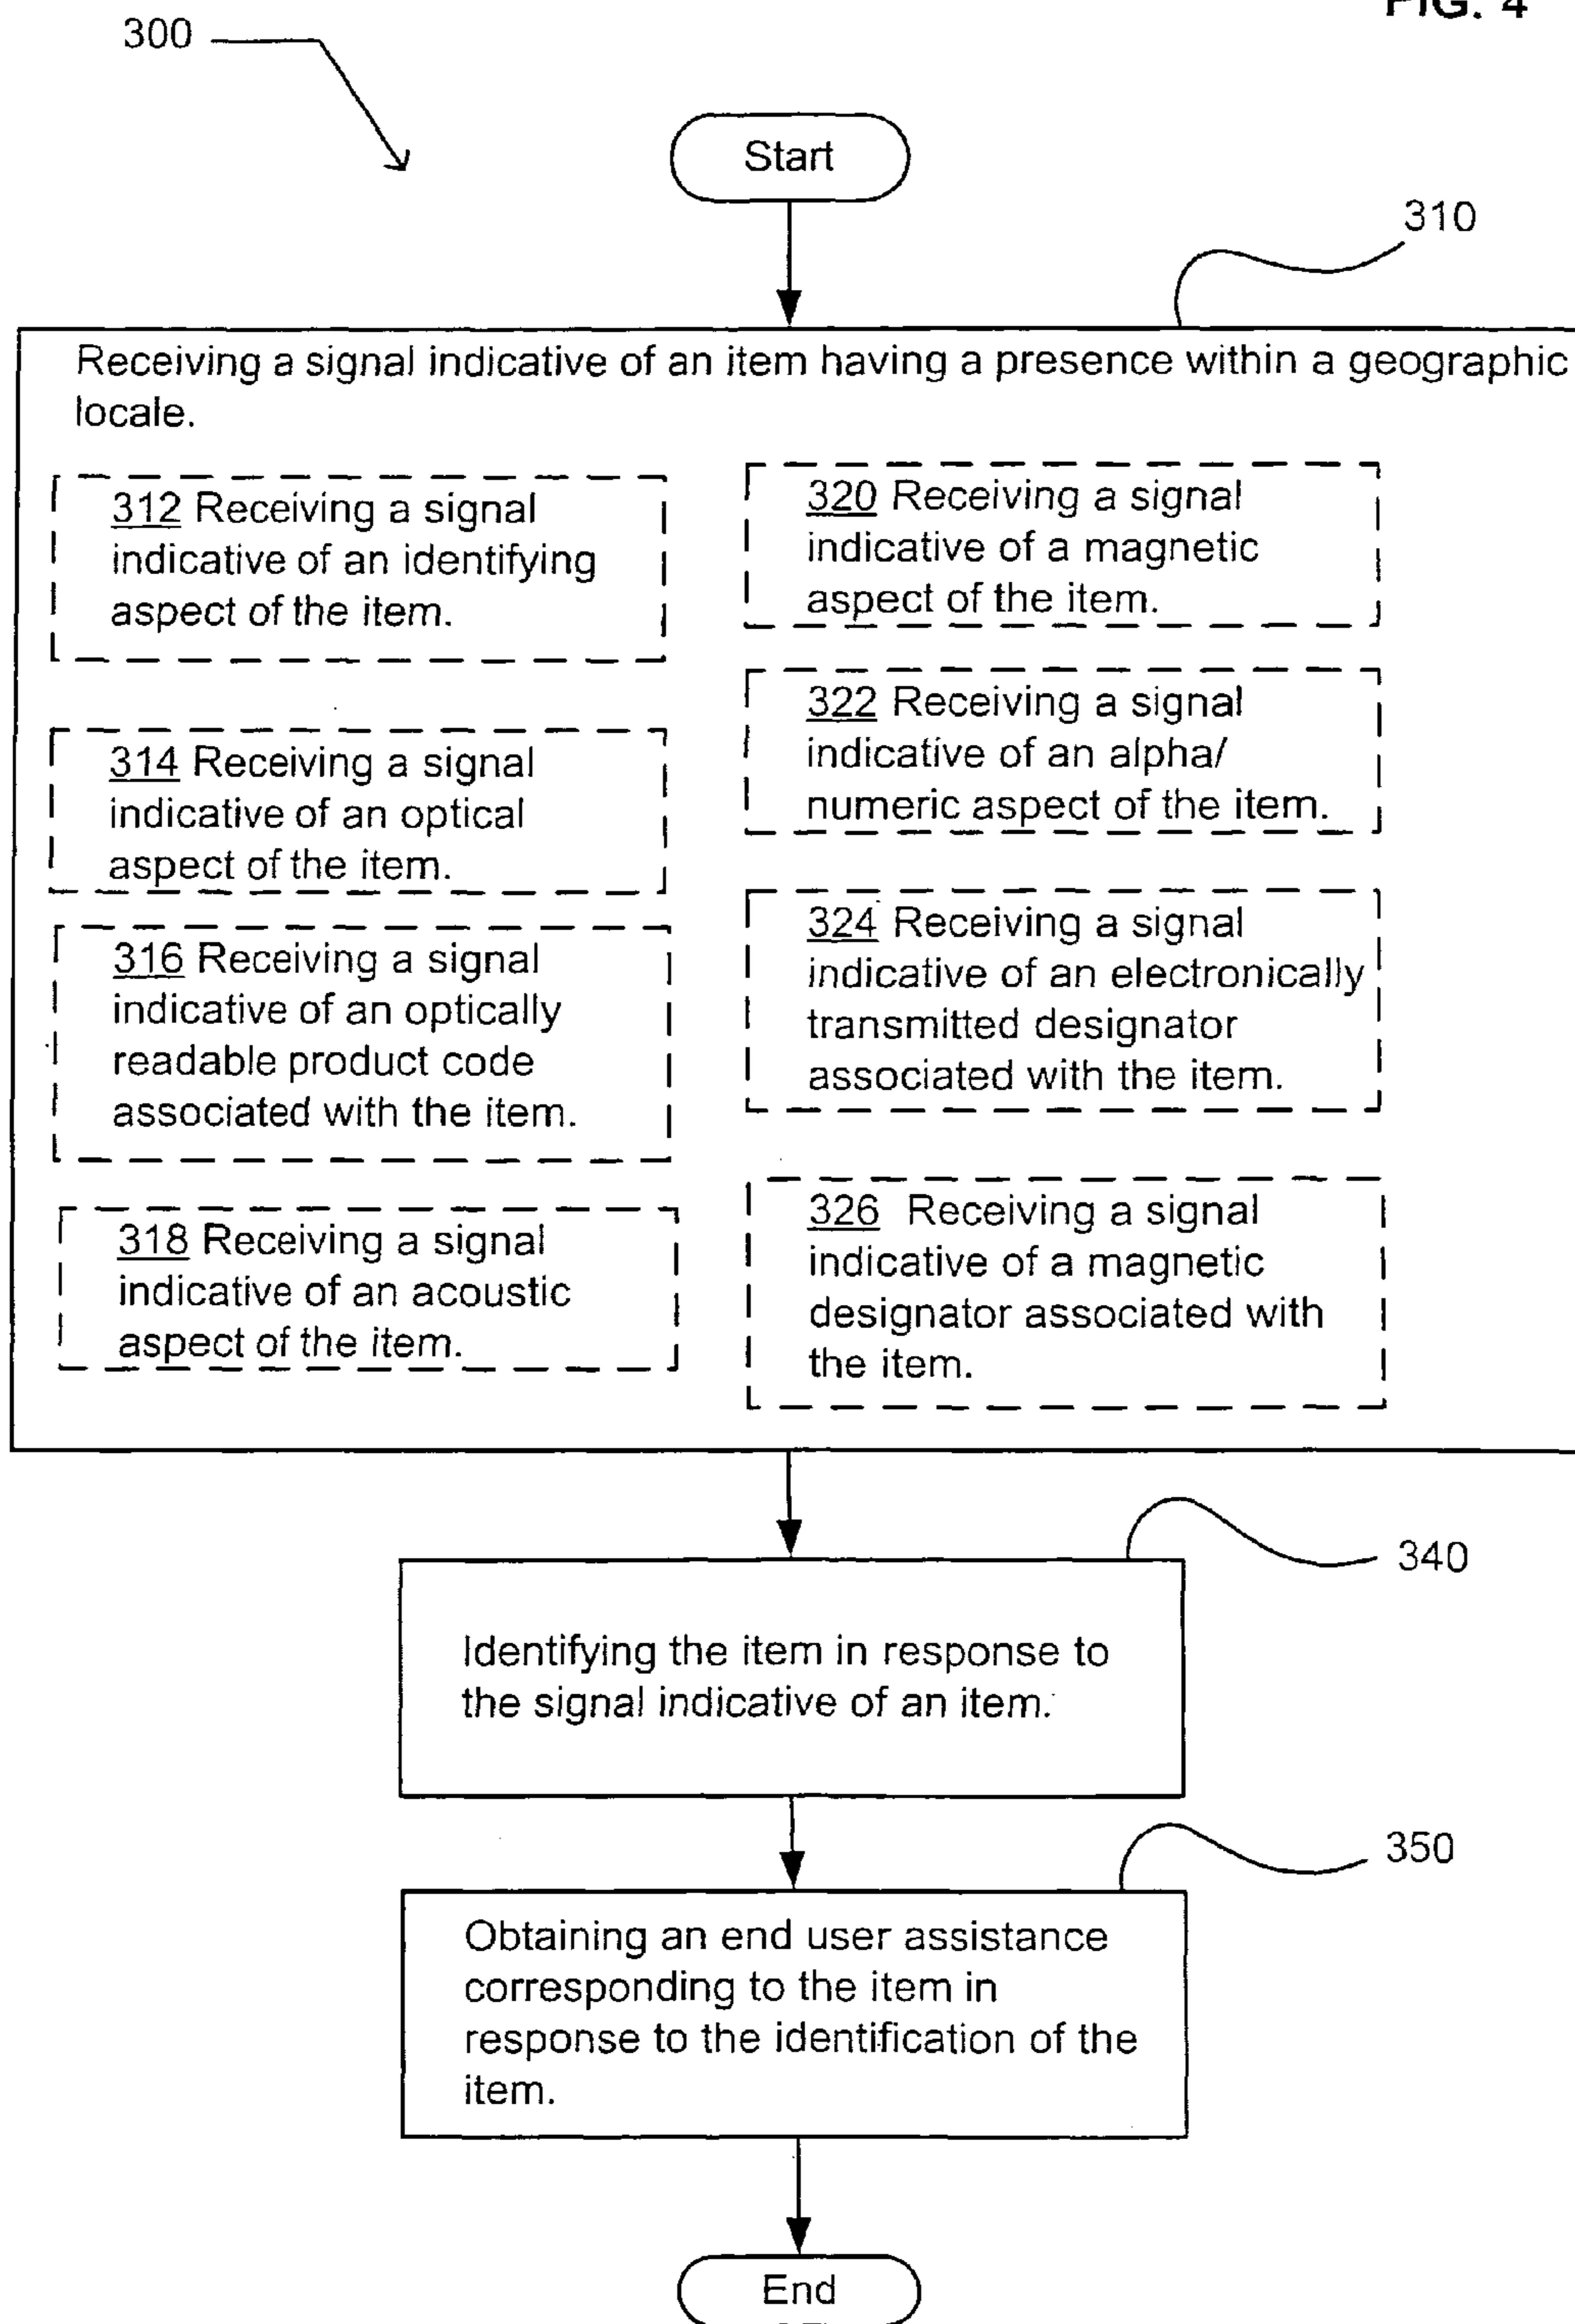 FIG. 4
300
Start
310
Receiving a signal indicative of an item having a presence within a geographic
locale.
312 Receiving a signal
indicative of an identifying
aspect of the item.
314 Receiving a signal
indicative of an optical
aspect of the item.
316 Receiving a signal
indicative of an optically
readable product code
associated with the item.
318 Receiving a signal
indicative of an acoustic
aspect of the item.
320 Receiving a signal
indicative of a magnetic
aspect of the item.
322 Receiving a signal
indicative of an alpha/
numeric aspect of the item.
324 Receiving a signal
indicative of an electronically
transmitted designator
associated with the item.
326 Receiving a signal
indicative of a magnetic
designator associated with
the item.
340
Identifying the item in response to
the signal indicative of an item.
350
Obtaining an end user assistance
corresponding to the item in
response to the identification of the
item.
End